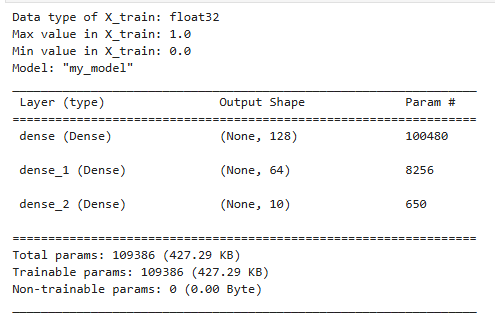 Data type of X_train: float32
Max value in X_train: 1.0
Min value in X_train: 0.0
Model: "my_model"
_________________________________________________________________
Layer (type)                Output Shape              Param #
=================================================================
dense (Dense)               (None, 128)               100480
dense_1 (Dense)             (None, 64)                8256
dense_2 (Dense)             (None, 10)                650
=================================================================
Total params: 109386 (427.29 KB)
Trainable params: 109386 (427.29 KB)
Non-trainable params: 0 (0.00 Byte)
_________________________________________________________________